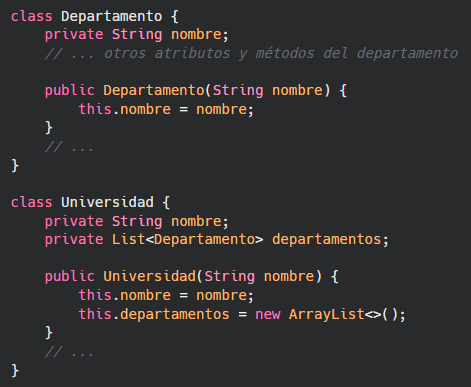 class Departamento {
    private String nombre;
    // ... otros atributos y métodos del departamento

    public Departamento(String nombre) {
        this.nombre = nombre;
    }
    // ...
}

class Universidad {
    private String nombre;
    private List<Departamento> departamentos;

    public Universidad(String nombre) {
        this.nombre = nombre;
        this.departamentos = new ArrayList<>();
    }
    // ...
}